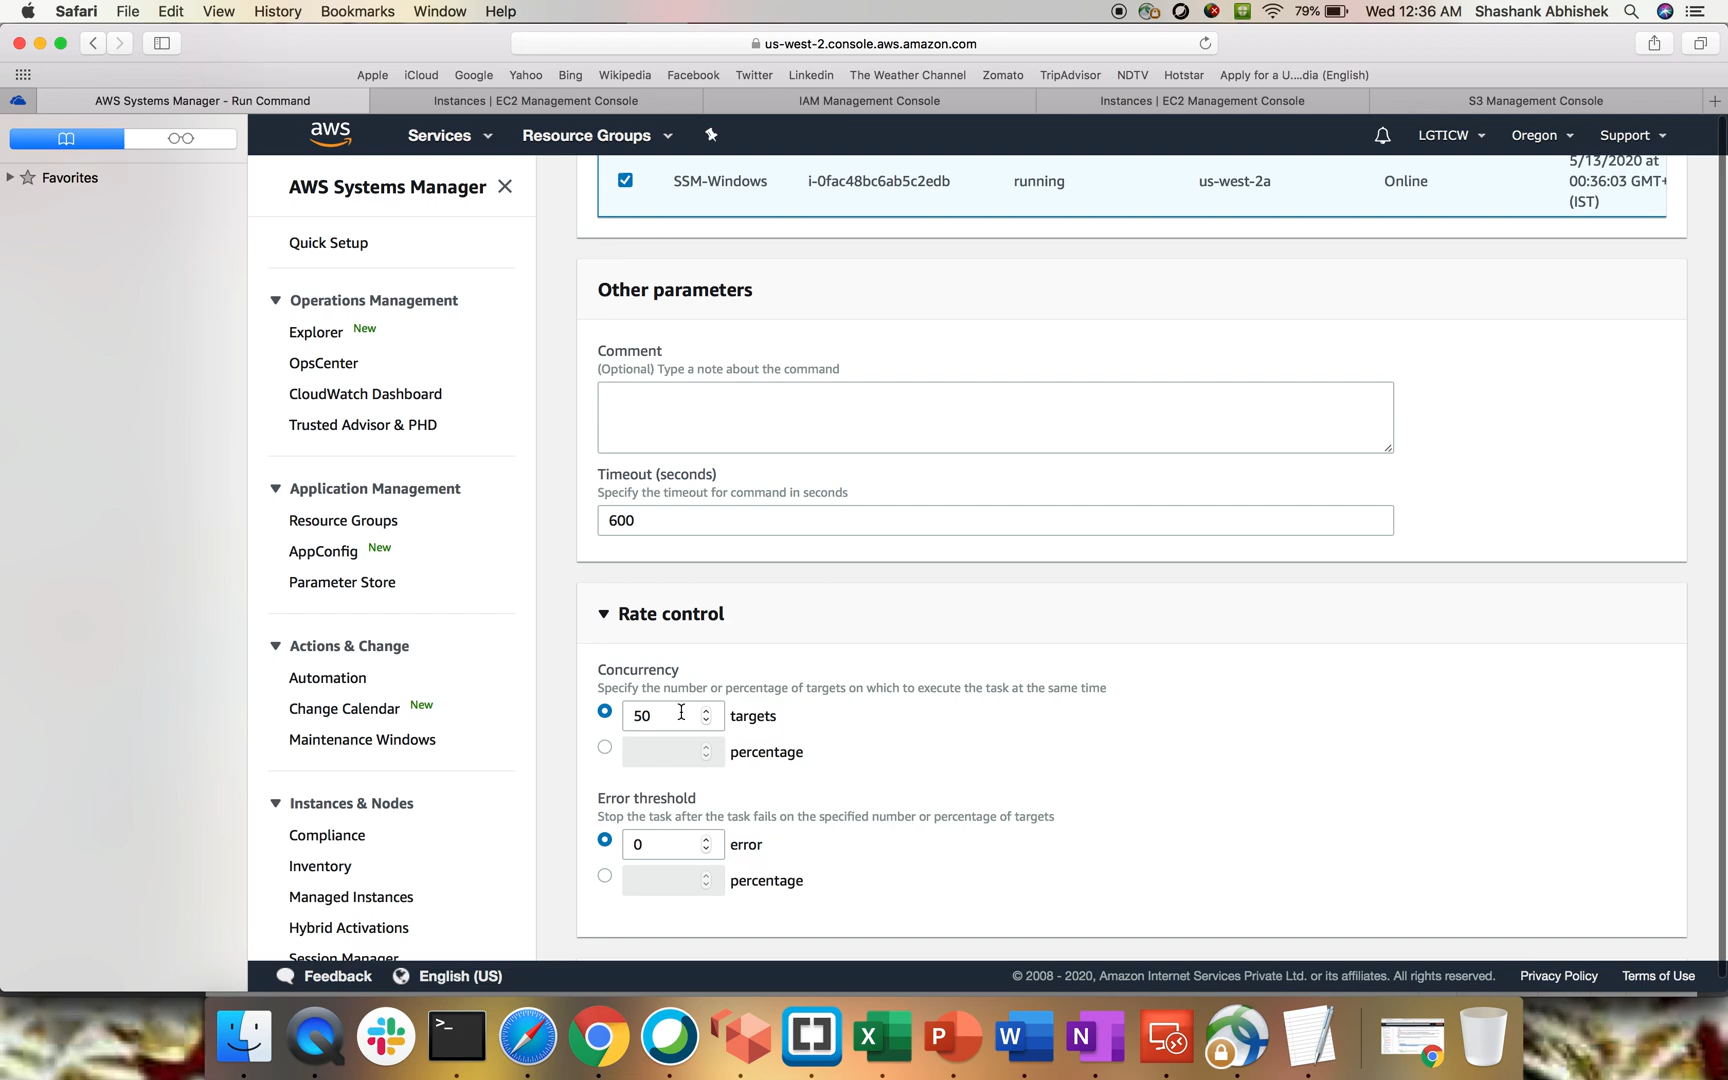 Safari File Edit View History Bookmarks Window Help 79% Wed 12:36 AM Shashank Abhishek
us-west-2.console.aws.amazon.com
Apple iCloud Google Yahoo Bing Wikipedia Facebook Twitter Linkedin The Weather Channel Zomato TripAdvisor NDTV Hotstar Apply for a U....dia (English)
AWS Systems Manager - Run Command Instances | EC2 Management Console IAM Management Console Instances | EC2 Management Console S3 Management Console
aws Services Resource Groups LGTICW Oregon Support
Favorites
AWS Systems Manager
Quick Setup
Operations Management
Explorer New
OpsCenter
CloudWatch Dashboard
Trusted Advisor & PHD
Application Management
Resource Groups
AppConfig New
Parameter Store
Actions & Change
Automation
Change Calendar New
Maintenance Windows
Instances & Nodes
Compliance
Inventory
Managed Instances
Hybrid Activations
Session Manager
5/13/2020 at
SSM-Windows i-0fac48bc6ab5c2edb running us-west-2a Online 00:36:03 GMT+
(IST)
Other parameters
Comment
(Optional) Type a note about the command
Timeout (seconds)
Specify the timeout for command in seconds
600
Rate control
Concurrency
Specify the number or percentage of targets on which to execute the task at the same time
50 targets
percentage
Error threshold
Stop the task after the task fails on the specified number or percentage of targets
0 error
percentage
Feedback English (US) © 2008 - 2020, Amazon Internet Services Private Ltd. or its affiliates. All rights reserved. Privacy Policy Terms of Use
>_ X P W N